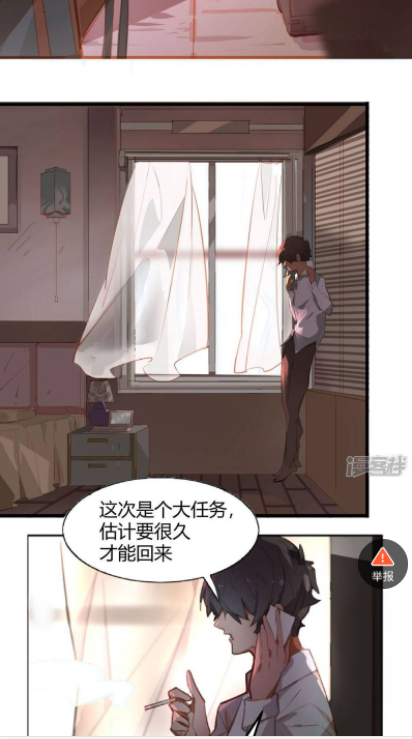 漫客栈
这次是个大任务，
估计要很久
才能回来
举报